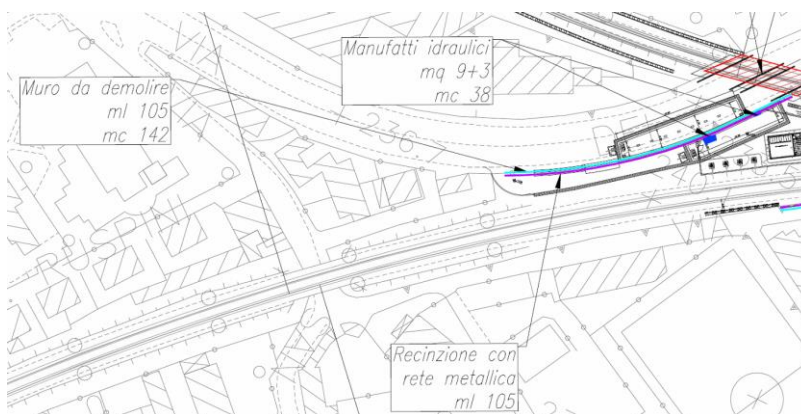 Manufatti idraulici
mq 9+3
mc 38
Muro da demolire
ml 105
mc 142
Recinzione con
rete metallica
ml 105